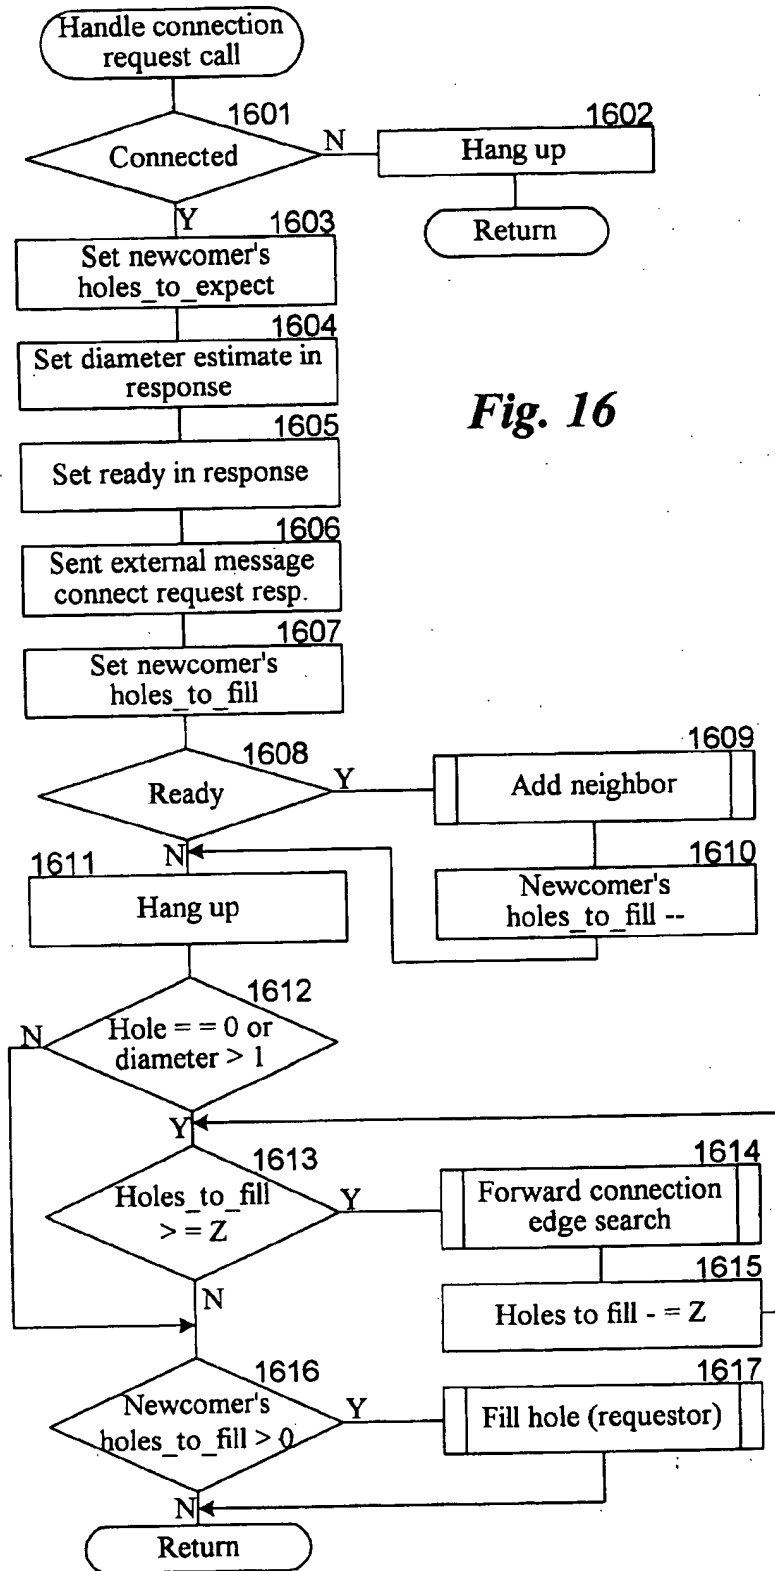 Handle connection
request call
1601
Connected
N
1602
Hang up
Return
Y
1603
Set newcomer's
holes_to_expect
1604
Set diameter estimate in
response
Fig. 16
1605
Set ready in response
1606
Sent external message
connect request resp.
1607
Set newcomer's
holes_to_fill
1608
Ready
Y
1609
Add neighbor
N
1610
Newcomer's
holes_to_fill --
1611
Hang up
1612
Hole = = 0 or
diameter > 1
N
Y
1613
Holes_to_fill
> = Z
Y
1614
Forward connection
edge search
1615
Holes to fill - = Z
N
1616
Newcomer's
holes_to_fill > 0
Y
1617
Fill hole (requestor)
N
Return